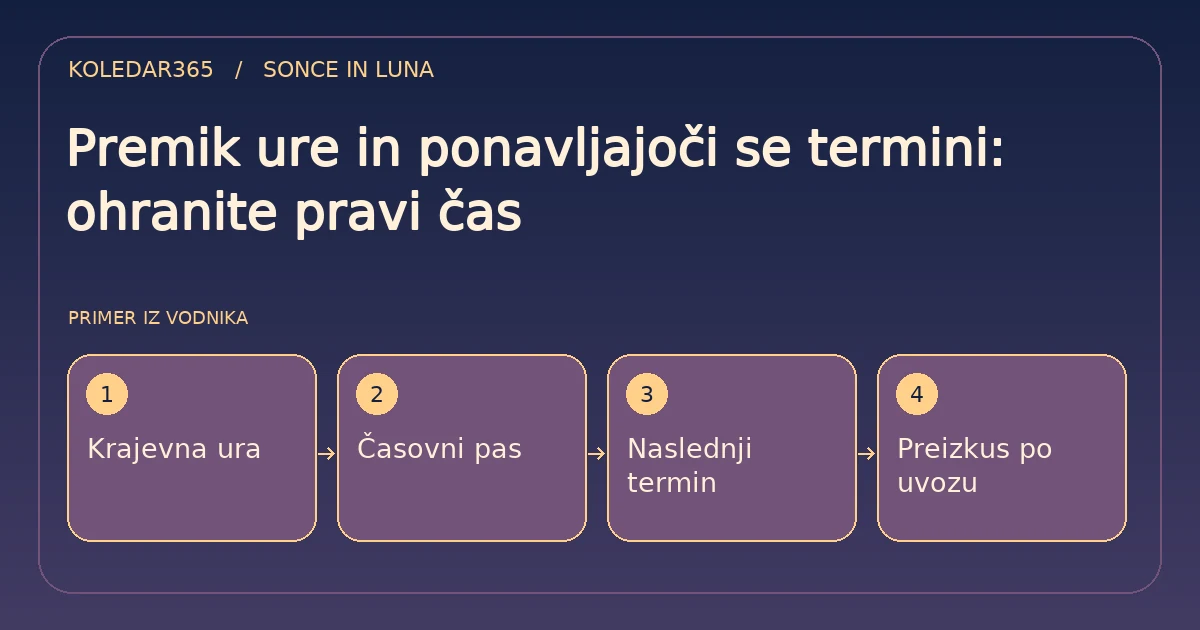 KOLEDAR365 / SONCE IN LUNA
Premik ure in ponavljajoči se termini:
ohranite pravi čas
PRIMER IZ VODNIKA
1
Krajevna ura
→
2
Časovni pas
→
3
Naslednji
termin
→
4
Preizkus po
uvozu